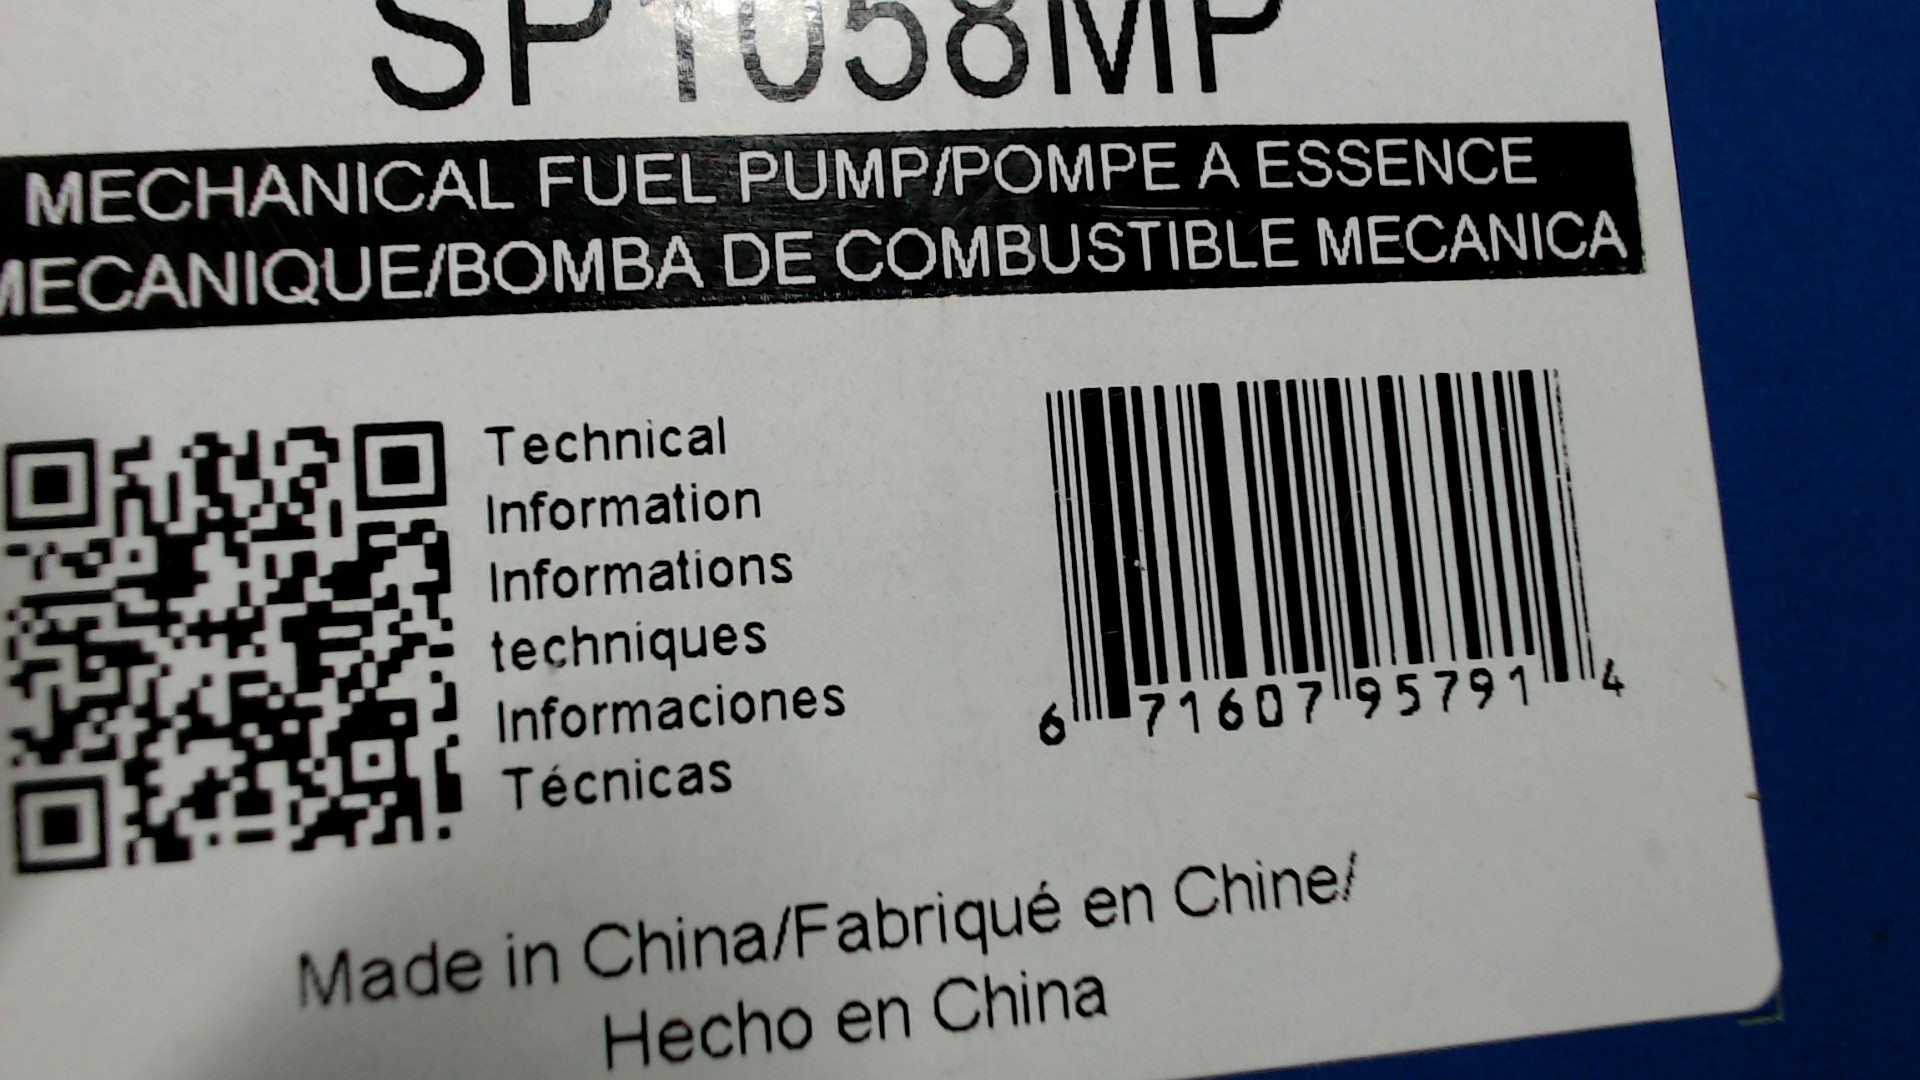 SP1058MP
MECHANICAL FUEL PUMP/POMPE A ESSENCE
MECANIQUE/BOMBA DE COMBUSTIBLE MECANICA
Technical
Information
Informations
techniques
Informaciones
Técnicas
6 71607 95791 4
Made in China/Fabriqué en Chine/
Hecho en China